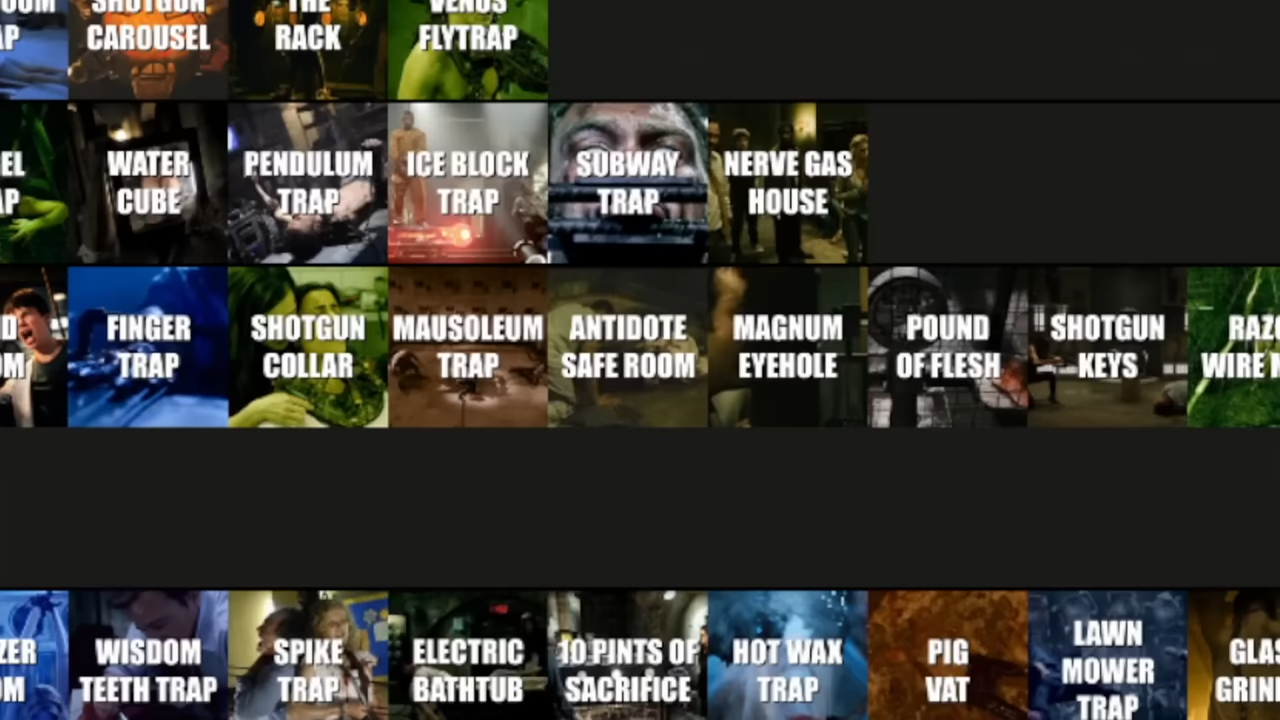 SHOTGUN
CAROUSEL
THE
RACK
VENUS
FLYTRAP
WATER
CUBE
PENDULUM
TRAP
ICE BLOCK
TRAP
SUBWAY
TRAP
NERVE GAS
HOUSE
FINGER
TRAP
SHOTGUN
COLLAR
MAUSOLEUM
TRAP
ANTIDOTE
SAFE ROOM
MAGNUM
EYEHOLE
POUND
OF FLESH
SHOTGUN
KEYS
WIRE
WISDOM
TEETH TRAP
SPIKE
TRAP
ELECTRIC
BATHTUB
10 PINTS OF
SACRIFICE
HOT WAX
TRAP
PIG
VAT
LAWN
MOWER
TRAP